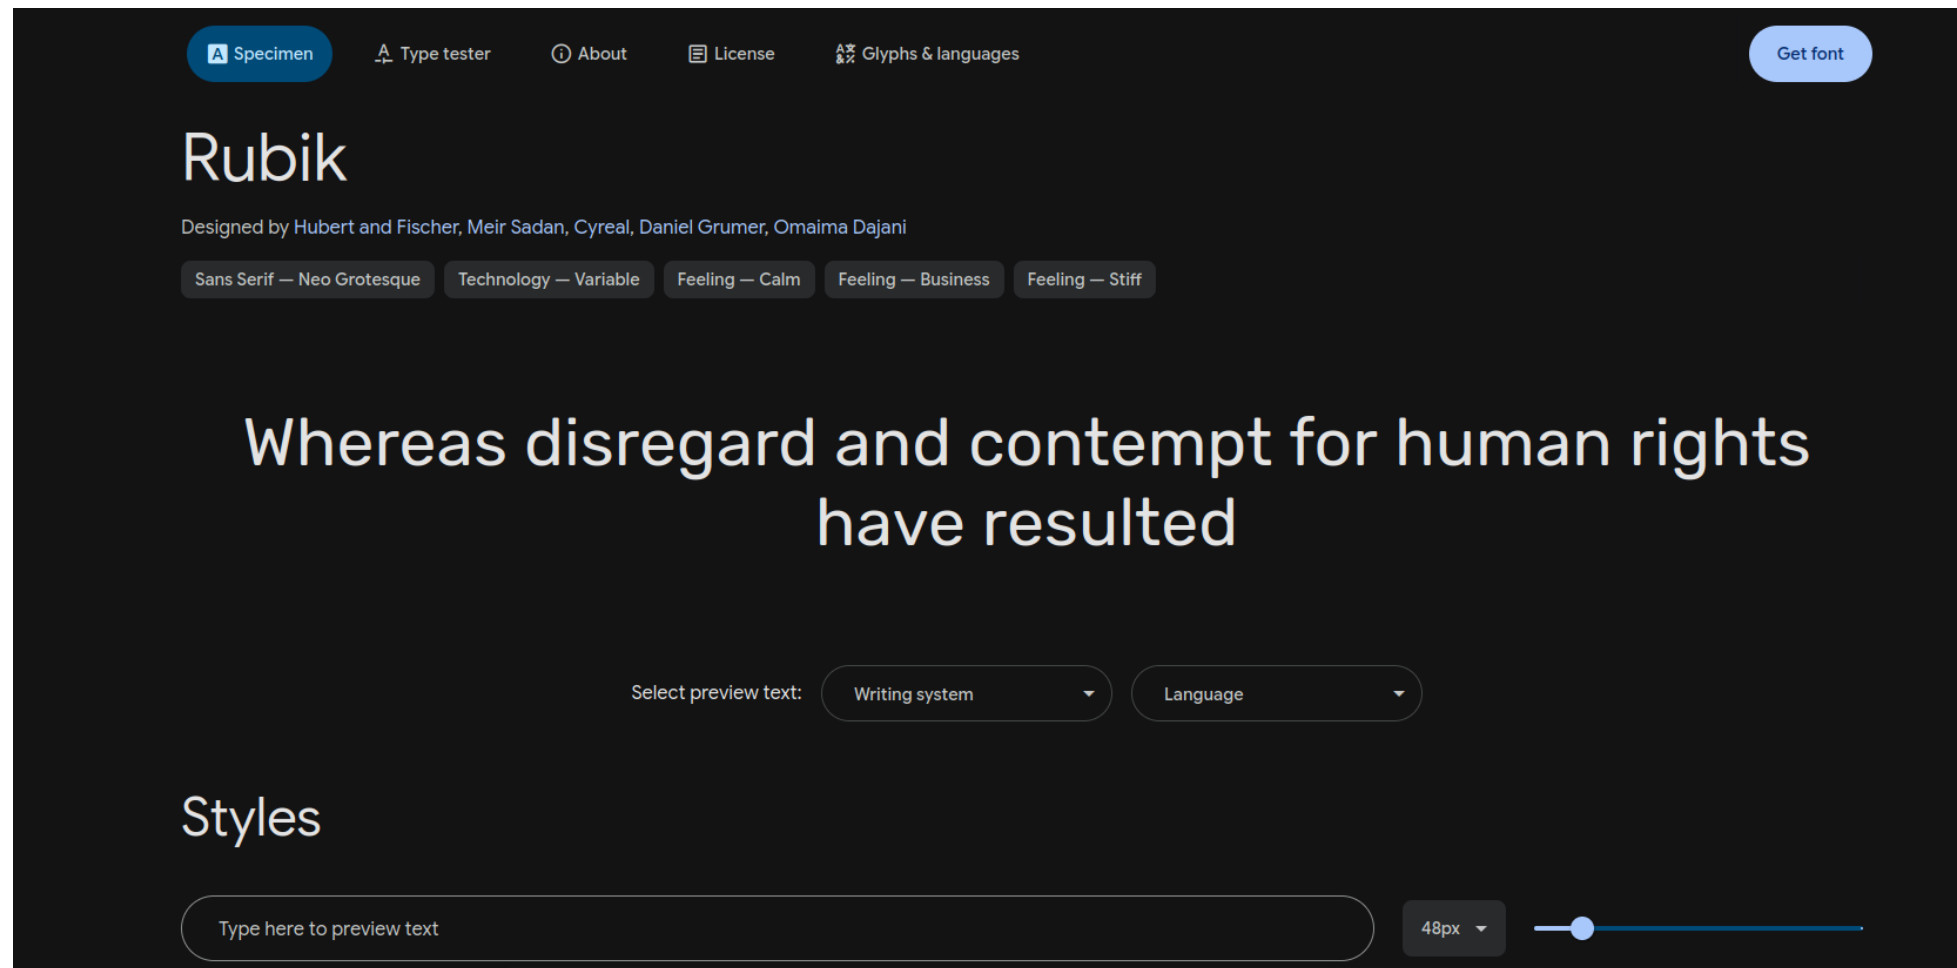 Specimen Type tester About License Glyphs & languages Get font
Rubik
Designed by Hubert and Fischer, Meir Sadan, Cyreal, Daniel Grumer, Omaima Dajani
Sans Serif — Neo Grotesque Technology — Variable Feeling — Calm Feeling — Business Feeling — Stiff
Whereas disregard and contempt for human rights
have resulted
Select preview text: Writing system Language
Styles
Type here to preview text 48px